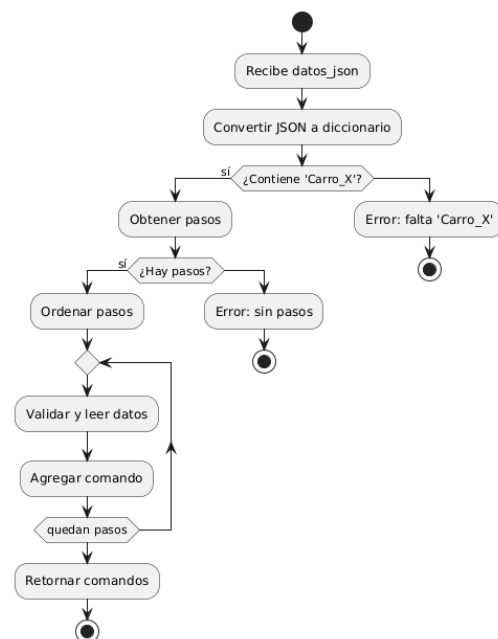 Recibe datos_json
Convertir JSON a diccionario
sí
¿Contiene 'Carro_X'?
Obtener pasos
Error: falta 'Carro_X'
sí
¿Hay pasos?
Ordenar pasos
Error: sin pasos
Validar y leer datos
Agregar comando
quedan pasos
Retornar comandos